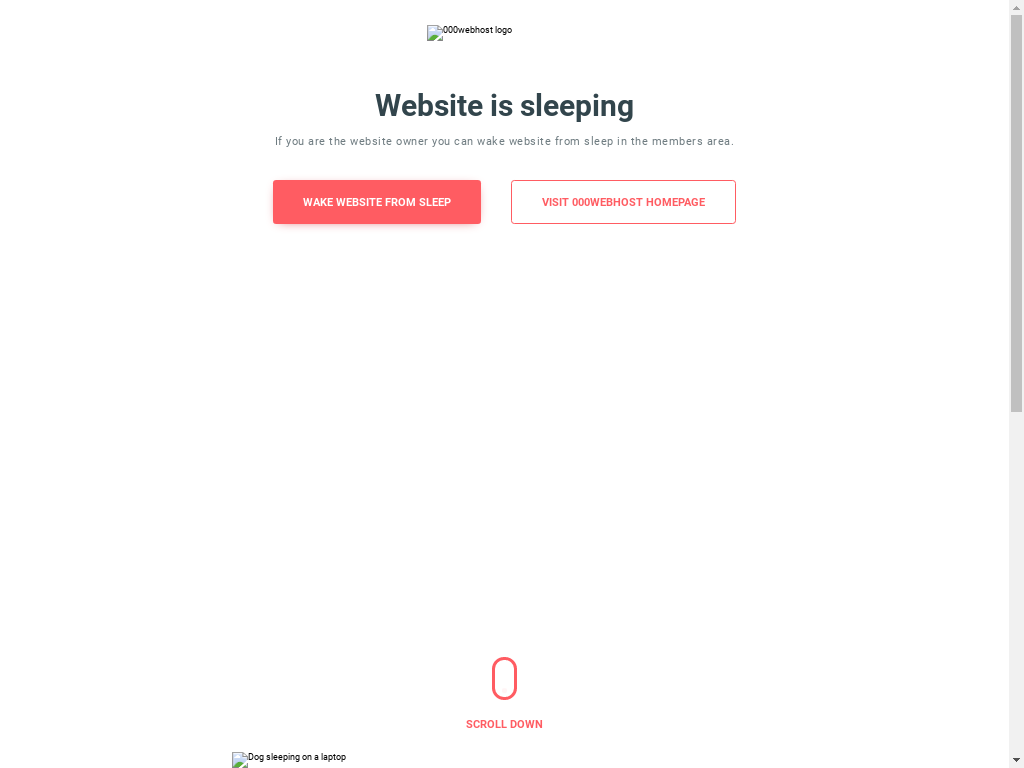 000webhost logo
Website is sleeping
If you are the website owner you can wake website from sleep in the members area.
WAKE WEBSITE FROM SLEEP
VISIT 000WEBHOST HOMEPAGE
SCROLL DOWN
Dog sleeping on a laptop